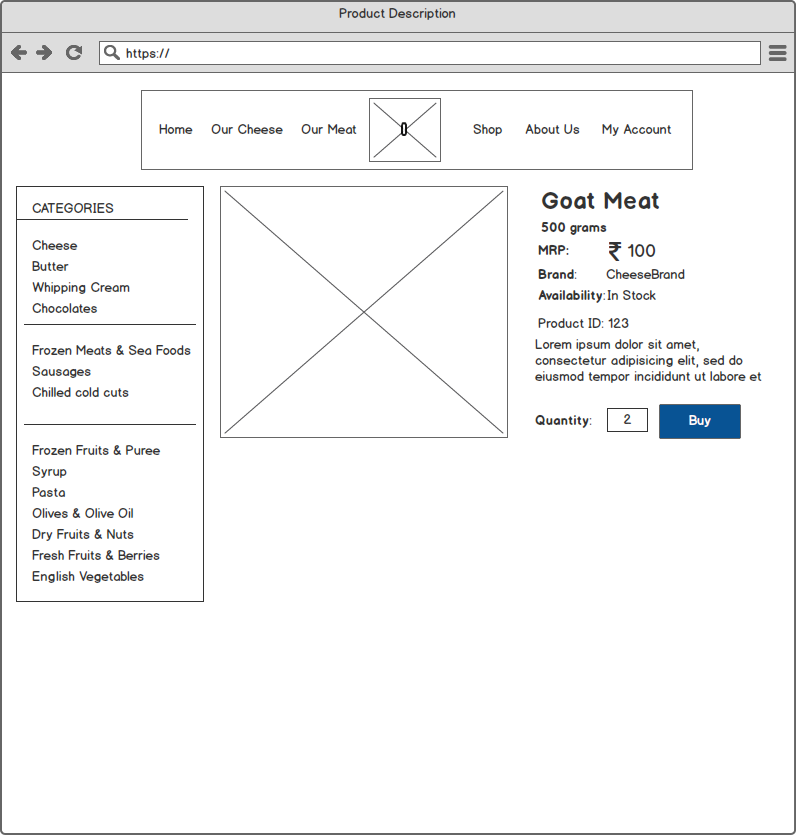 Product Description
https://
Home Our Cheese Our Meat Shop About Us My Account
CATEGORIES
Cheese
Butter
Whipping Cream
Chocolates
Frozen Meats & Sea Foods
Sausages
Chilled cold cuts
Frozen Fruits & Puree
Syrup
Pasta
Olives & Olive Oil
Dry Fruits & Nuts
Fresh Fruits & Berries
English Vegetables
Goat Meat
500 grams
MRP: ₹ 100
Brand: CheeseBrand
Availability: In Stock
Product ID: 123
Lorem ipsum dolor sit amet,
consectetur adipisicing elit, sed do
eiusmod tempor incididunt ut labore et
Quantity: 2 Buy